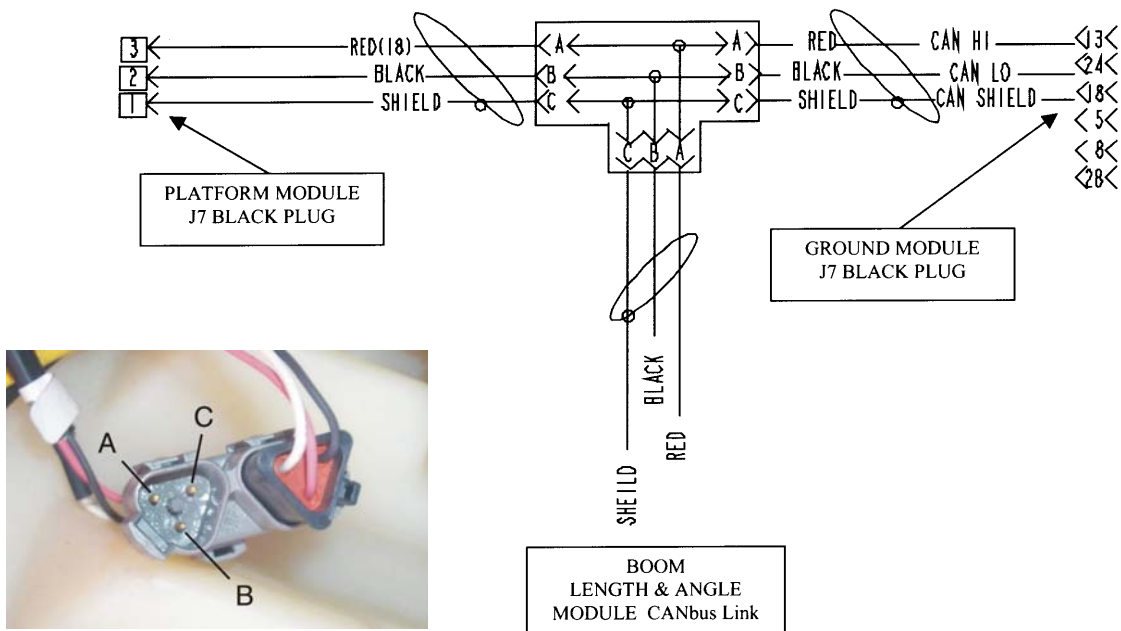 3 RED(18) A A RED CAN HI 13
2 BLACK B B BLACK CAN LO 24
1 SHIELD C C SHIELD CAN SHIELD 18
5
8
28
C B A
PLATFORM MODULE
J7 BLACK PLUG
GROUND MODULE
J7 BLACK PLUG
SHEILD
BLACK
RED
A
C
B
BOOM
LENGTH & ANGLE
MODULE CANbus Link